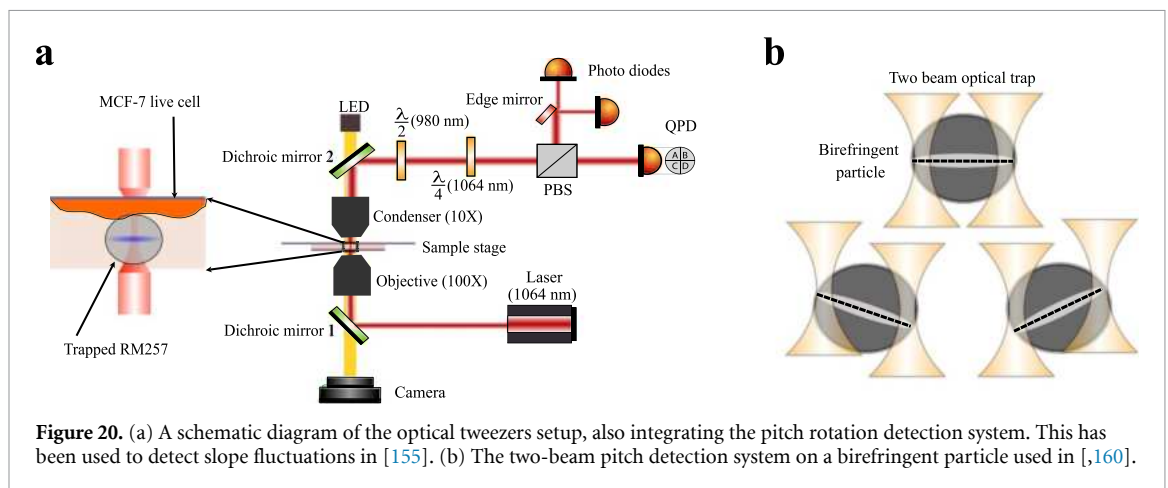 a
b
MCF-7 live cell
Trapped RM257
LED
λ/2 (980 nm)
Dichroic mirror 2
λ/4 (1064 nm)
Condenser (10X)
Sample stage
Objective (100X)
Laser
(1064 nm)
Dichroic mirror 1
Camera
Photo diodes
Edge mirror
QPD
A B
C D
PBS
Two beam optical trap
Birefringent
particle
Figure 20. (a) A schematic diagram of the optical tweezers setup, also integrating the pitch rotation detection system. This has
been used to detect slope fluctuations in [155]. (b) The two-beam pitch detection system on a birefringent particle used in [,160].